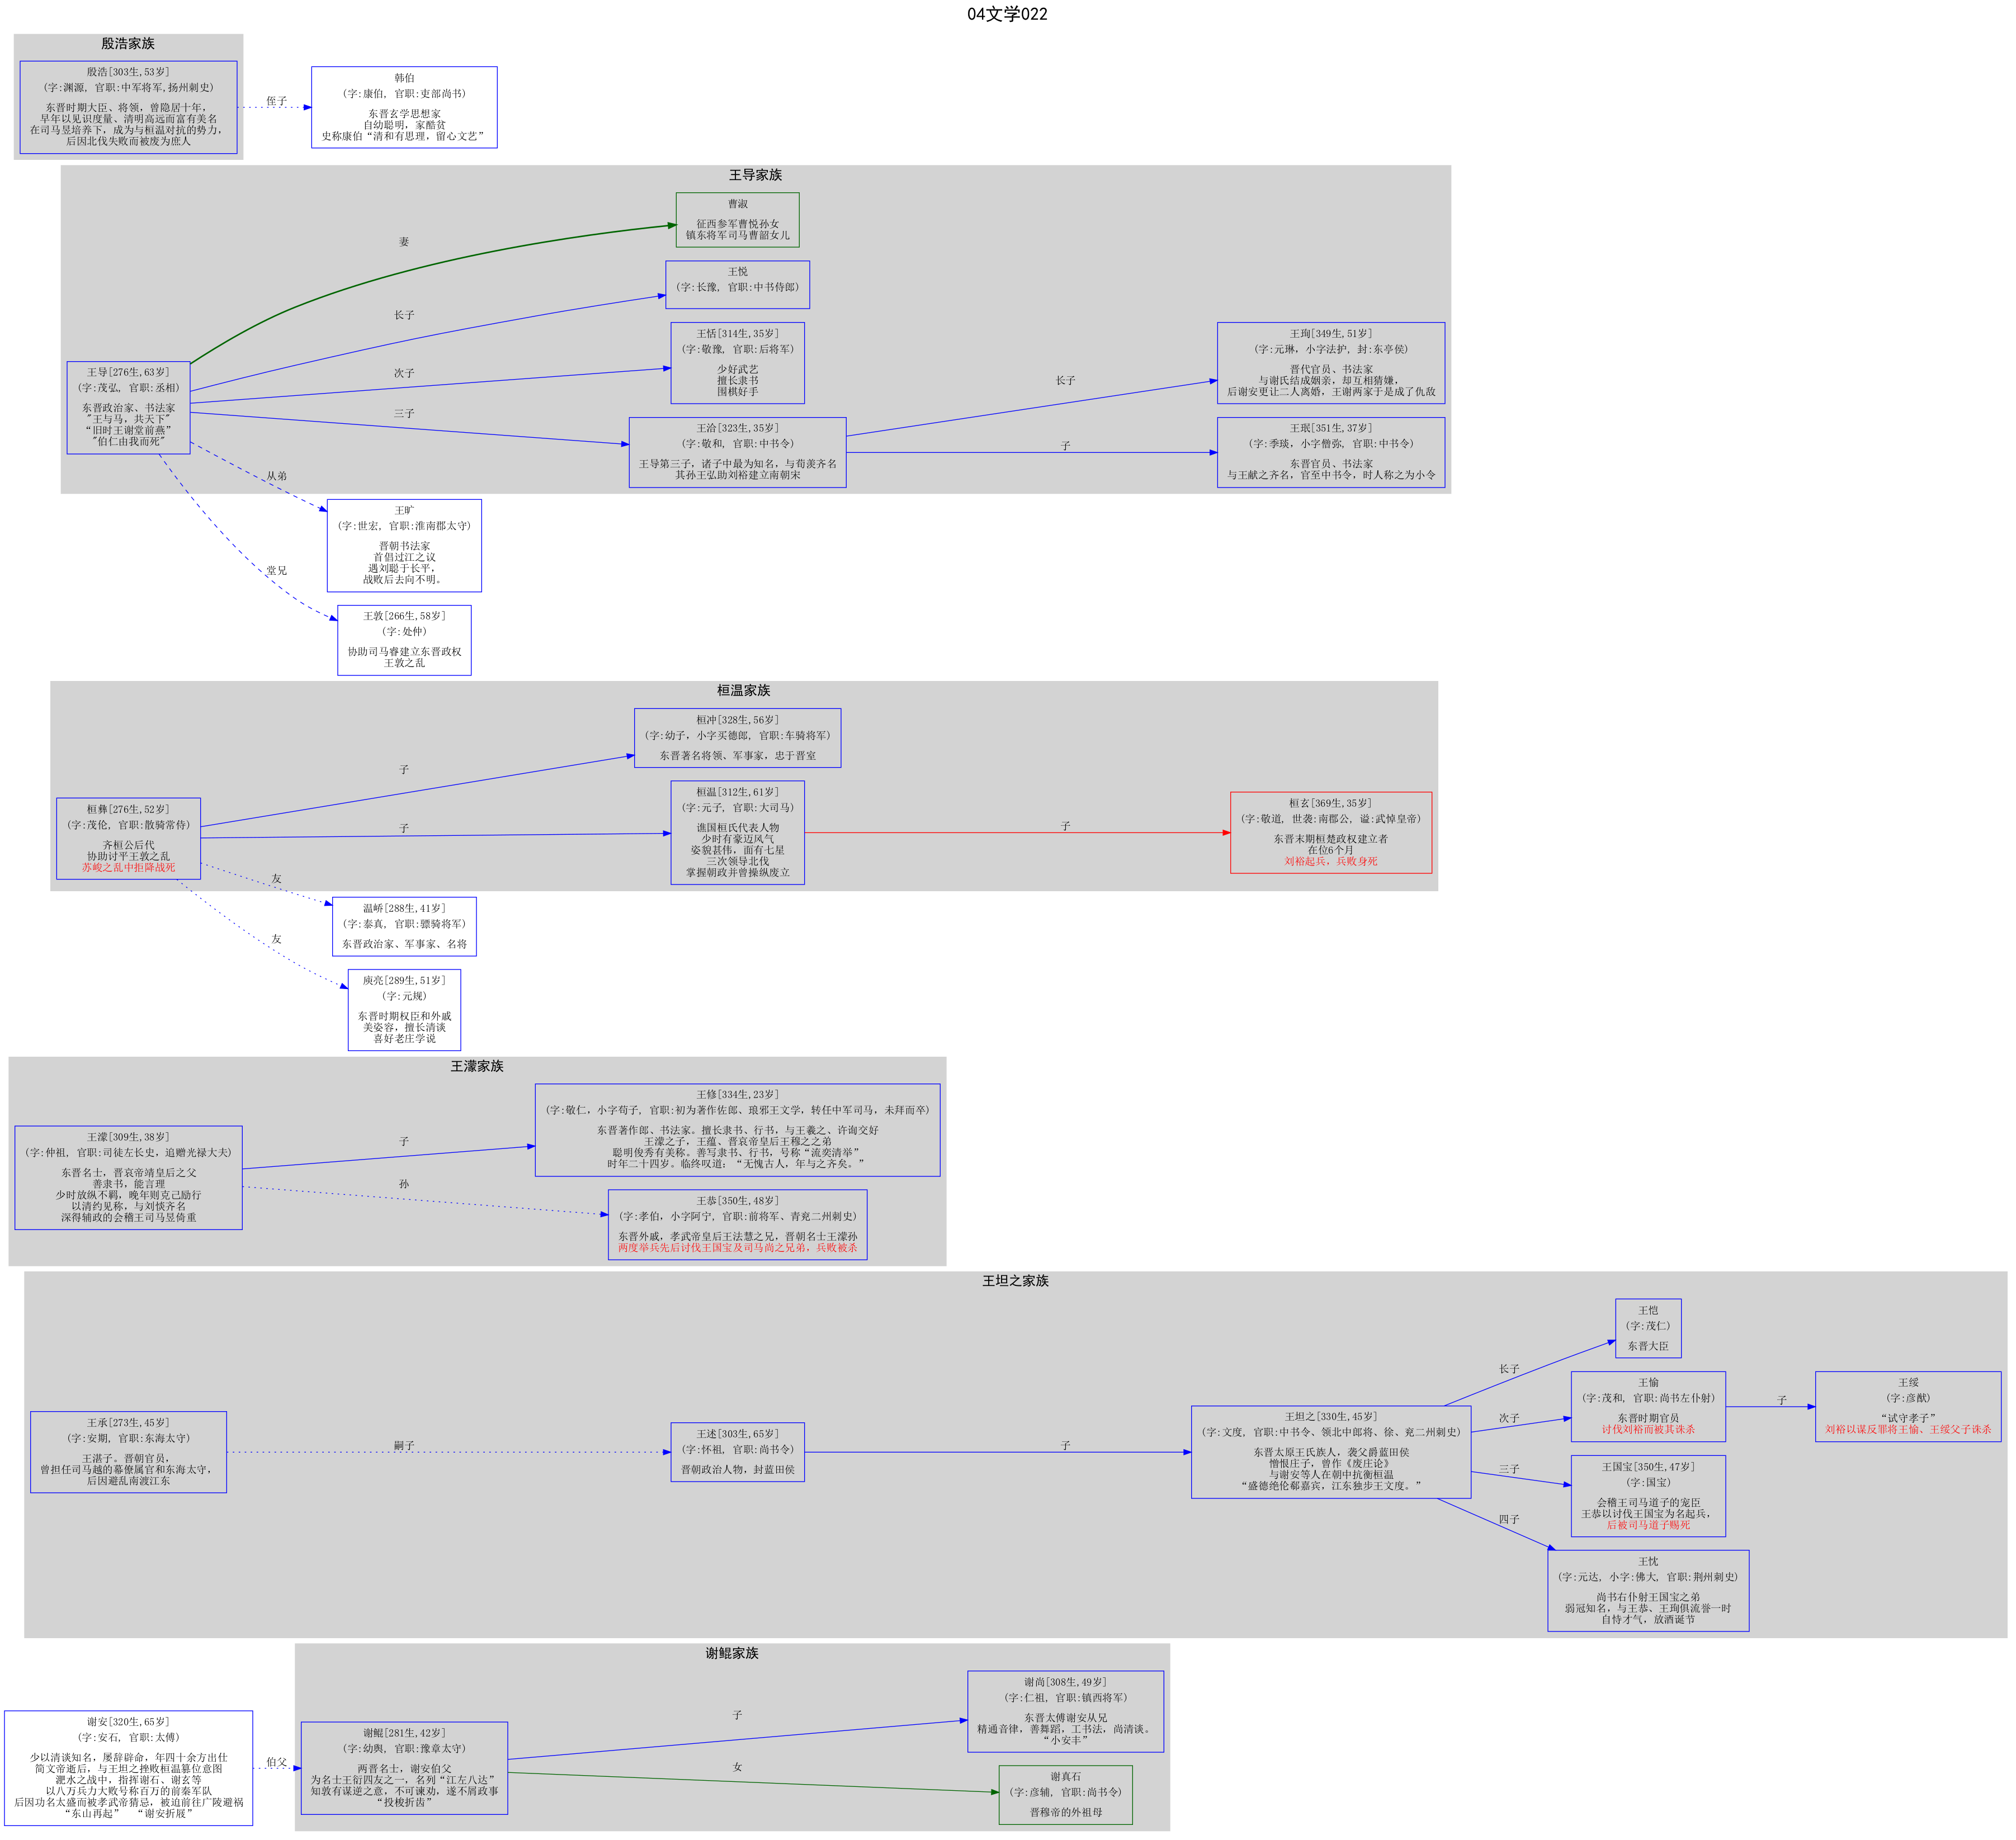 04文学022
殷浩家族
殷浩[303生,53岁]
(字:渊源, 官职:中军将军,扬州刺史)
东晋时期大臣、将领，曾隐居十年，
早年以见识度量、清明高远而富有美名
在司马昱培养下，成为与桓温对抗的势力，
后因北伐失败而被废为庶人
侄子
韩伯
(字:康伯, 官职:吏部尚书)
东晋玄学思想家
自幼聪明，家酷贫
史称康伯“清和有思理，留心文艺”
王导家族
王导[276生,63岁]
(字:茂弘, 官职:丞相)
东晋政治家、书法家
"王与马，共天下"
“旧时王谢堂前燕”
"伯仁由我而死"
妻
曹淑
征西参军曹悦孙女
镇东将军司马曹韶女儿
长子
王悦
(字:长豫, 官职:中书侍郎)
次子
王恬[314生,35岁]
(字:敬豫, 官职:后将军)
少好武艺
擅长隶书
围棋好手
三子
王洽[323生,35岁]
(字:敬和, 官职:中书令)
王导第三子，诸子中最为知名，与荀羡齐名
其孙王弘助刘裕建立南朝宋
长子
王珣[349生,51岁]
(字:元琳，小字法护, 封:东亭侯)
晋代官员、书法家
与谢氏结成姻亲，却互相猜嫌，
后谢安更让二人离婚，王谢两家于是成了仇敌
子
王珉[351生,37岁]
(字:季琰，小字僧弥, 官职:中书令)
东晋官员、书法家
与王献之齐名，官至中书令，时人称之为小令
从弟
王旷
(字:世宏, 官职:淮南郡太守)
晋朝书法家
首倡过江之议
遇刘聪于长平，
战败后去向不明。
堂兄
王敦[266生,58岁]
(字:处仲)
协助司马睿建立东晋政权
王敦之乱
桓温家族
桓彝[276生,52岁]
(字:茂伦, 官职:散骑常侍)
齐桓公后代
协助讨平王敦之乱
苏峻之乱中拒降战死
子
桓冲[328生,56岁]
(字:幼子，小字买德郎, 官职:车骑将军)
东晋著名将领、军事家，忠于晋室
子
桓温[312生,61岁]
(字:元子, 官职:大司马)
谯国桓氏代表人物
少时有豪迈风气
姿貌甚伟，面有七星
三次领导北伐
掌握朝政并曾操纵废立
子
桓玄[369生,35岁]
(字:敬道, 世袭:南郡公, 谥:武悼皇帝)
东晋末期桓楚政权建立者
在位6个月
刘裕起兵，兵败身死
友
温峤[288生,41岁]
(字:泰真, 官职:骠骑将军)
东晋政治家、军事家、名将
友
庾亮[289生,51岁]
(字:元规)
东晋时期权臣和外戚
美姿容，擅长清谈
喜好老庄学说
王濛家族
王濛[309生,38岁]
(字:仲祖, 官职:司徒左长史，追赠光禄大夫)
东晋名士，晋哀帝靖皇后之父
善隶书，能言理
少时放纵不羁，晚年则克己励行
以清约见称，与刘惔齐名
深得辅政的会稽王司马昱倚重
子
王修[334生,23岁]
(字:敬仁，小字苟子, 官职:初为著作佐郎、琅邪王文学，转任中军司马，未拜而卒)
东晋著作郎、书法家。擅长隶书、行书，与王羲之、许询交好
王濛之子，王蕴、晋哀帝皇后王穆之之弟
聪明俊秀有美称。善写隶书、行书，号称“流奕清举”
时年二十四岁。临终叹道：“无愧古人，年与之齐矣。”
孙
王恭[350生,48岁]
(字:孝伯，小字阿宁, 官职:前将军、青兖二州刺史)
东晋外戚，孝武帝皇后王法慧之兄，晋朝名士王濛孙
两度举兵先后讨伐王国宝及司马尚之兄弟，兵败被杀
王坦之家族
王承[273生,45岁]
(字:安期, 官职:东海太守)
王湛子。晋朝官员，
曾担任司马越的幕僚属官和东海太守，
后因避乱南渡江东
嗣子
王述[303生,65岁]
(字:怀祖, 官职:尚书令)
晋朝政治人物，封蓝田侯
子
王坦之[330生,45岁]
(字:文度, 官职:中书令、领北中郎将、徐、兖二州刺史)
东晋太原王氏族人，袭父爵蓝田侯
憎恨庄子，曾作《废庄论》
与谢安等人在朝中抗衡桓温
“盛德绝伦郗嘉宾，江东独步王文度。”
长子
王恺
(字:茂仁)
东晋大臣
次子
王愉
(字:茂和, 官职:尚书左仆射)
东晋时期官员
讨伐刘裕而被其诛杀
子
王绥
(字:彦猷)
“试守孝子”
刘裕以谋反罪将王愉、王绥父子诛杀
三子
王国宝[350生,47岁]
(字:国宝)
会稽王司马道子的宠臣
王恭以讨伐王国宝为名起兵，
后被司马道子赐死
四子
王忱
(字:元达, 小字:佛大, 官职:荆州刺史)
尚书右仆射王国宝之弟
弱冠知名，与王恭、王珣俱流誉一时
自恃才气，放酒诞节
谢鲲家族
谢安[320生,65岁]
(字:安石, 官职:太傅)
少以清谈知名，屡辞辟命，年四十余方出仕
简文帝逝后，与王坦之挫败桓温篡位意图
淝水之战中，指挥谢石、谢玄等
以八万兵力大败号称百万的前秦军队
后因功名太盛而被孝武帝猜忌，被迫前往广陵避祸
“东山再起” “谢安折屐”
伯父
谢鲲[281生,42岁]
(字:幼舆, 官职:豫章太守)
两晋名士，谢安伯父
为名士王衍四友之一，名列“江左八达”
知敦有谋逆之意，不可谏劝，遂不屑政事
“投梭折齿”
子
谢尚[308生,49岁]
(字:仁祖, 官职:镇西将军)
东晋太傅谢安从兄
精通音律，善舞蹈，工书法，尚清谈。
“小安丰”
女
谢真石
(字:彦辅, 官职:尚书令)
晋穆帝的外祖母